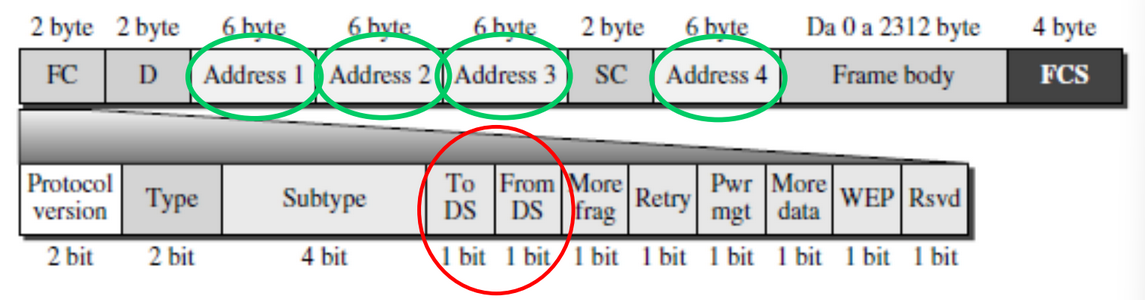 2 byte 2 byte 6 byte 6 byte 6 byte 2 byte 6 byte Da 0 a 2312 byte 4 byte
FC D Address 1 Address 2 Address 3 SC Address 4 Frame body FCS
Protocol version Type Subtype To DS From DS More frag Retry Pwr mgt More data WEP Rsvd
2 bit 2 bit 4 bit 1 bit 1 bit 1 bit 1 bit 1 bit 1 bit 1 bit 1 bit